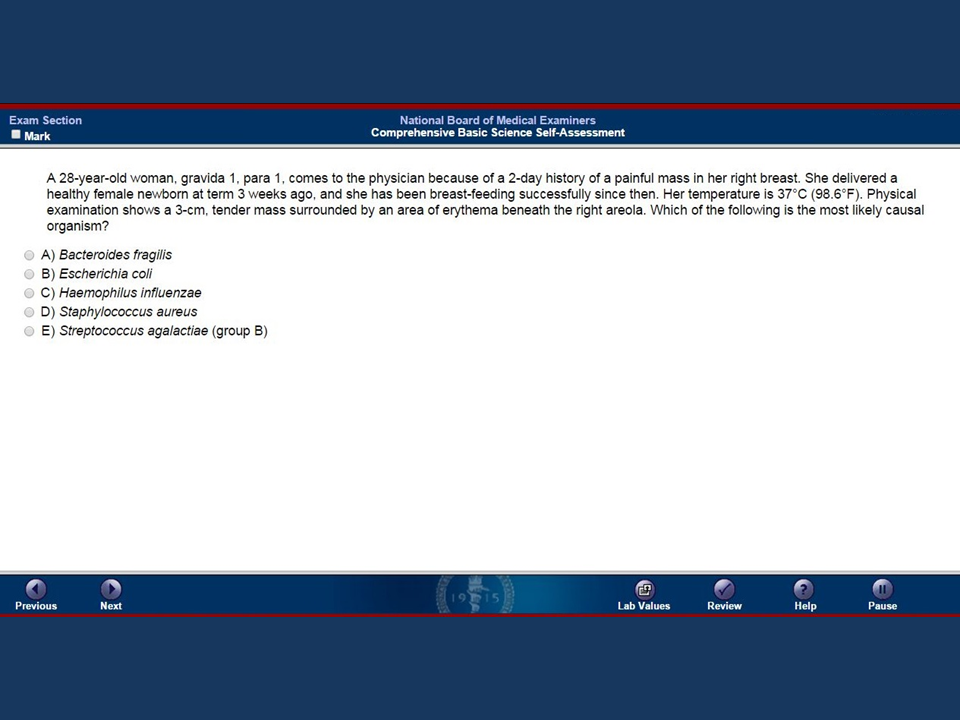 Exam Section
Mark
National Board of Medical Examiners
Comprehensive Basic Science Self-Assessment
A 28-year-old woman, gravida 1, para 1, comes to the physician because of a 2-day history of a painful mass in her right breast. She delivered a
healthy female newborn at term 3 weeks ago, and she has been breast-feeding successfully since then. Her temperature is 37°C (98.6°F). Physical
examination shows a 3-cm, tender mass surrounded by an area of erythema beneath the right areola. Which of the following is the most likely causal
organism?
A) Bacteroides fragilis
B) Escherichia coli
C) Haemophilus influenzae
D) Staphylococcus aureus
E) Streptococcus agalactiae (group B)
1915
Previous
Next
Lab Values
Review
Help
Pause